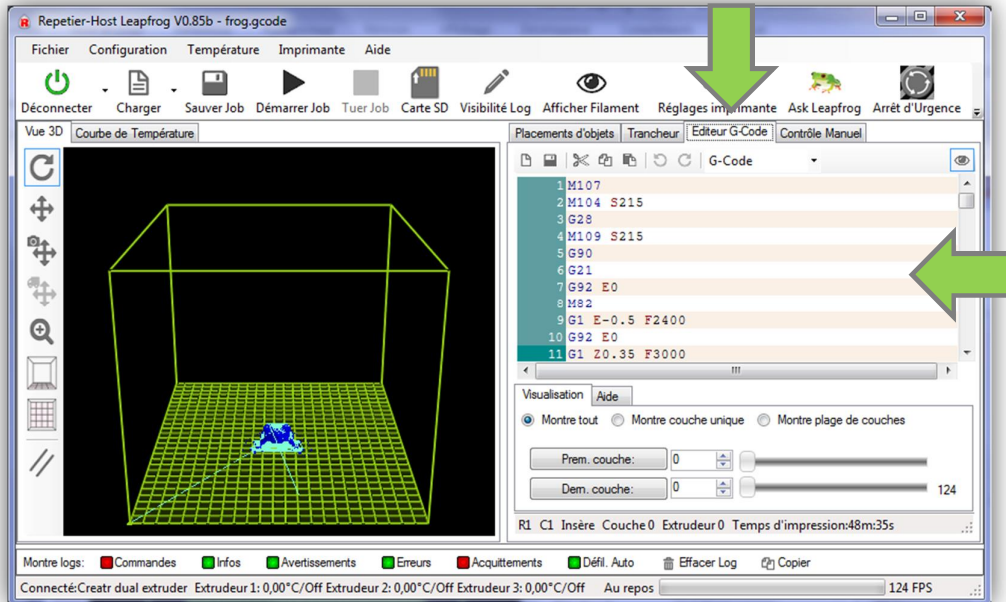 Repetier-Host Leapfrog V0.85b - frog.gcode
Fichier Configuration Température Imprimante Aide
Déconnecter Charger Sauver Job Démarrer Job Tuer Job Carte SD Visibilité Log Afficher Filament Réglages imprimante Ask Leapfrog Arrêt d'Urgence
Vue 3D Courbe de Température
Placements d'objets Trancheur Editeur G-Code Contrôle Manuel
G-Code
1 M107
2 M104 S215
3 G28
4 M109 S215
5 G90
6 G21
7 G92 E0
8 M82
9 G1 E-0.5 F2400
10 G92 E0
11 G1 Z0.35 F3000
Visualisation Aide
Montre tout Montre couche unique Montre plage de couches
Prem. couche: 0
Dern. couche: 0 124
R1 C1 Insère Couche 0 Extrudeur 0 Temps d'impression:48m:35s
Montre logs: Commandes Infos Avertissements Erreurs Acquittements Défil. Auto Effacer Log Copier
Connecté:Creatr dual extruder Extrudeur 1: 0,00°C/Off Extrudeur 2: 0,00°C/Off Extrudeur 3: 0,00°C/Off Au repos 124 FPS